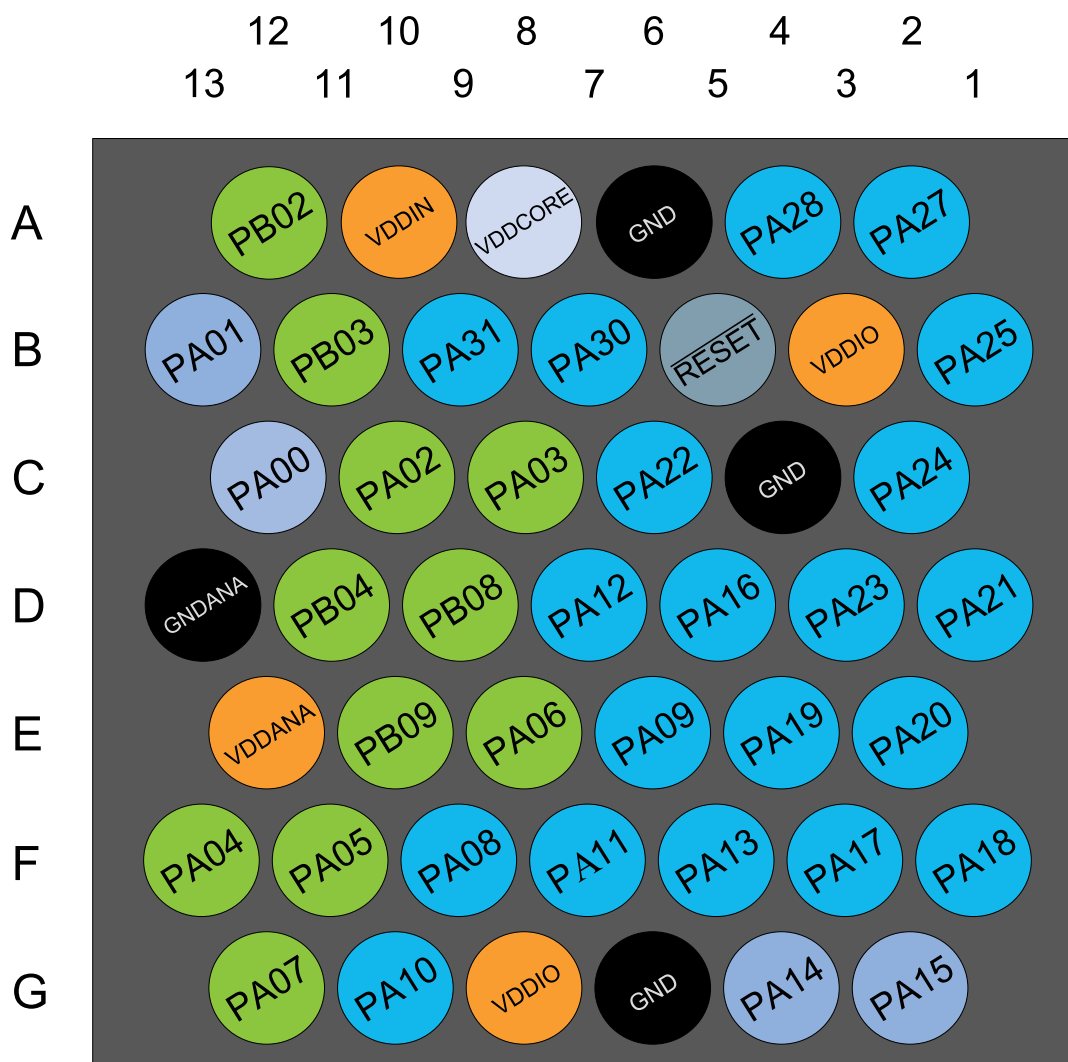 12 10 8 6 4 2
13 11 9 7 5 3 1
A PB02 VDDIN VDDCORE GND PA28 PA27
B PA01 PB03 PA31 PA30 RESET VDDIO PA25
C PA00 PA02 PA03 PA22 GND PA24
D GNDANA PB04 PB08 PA12 PA16 PA23 PA21
E VDDANA PB09 PA06 PA09 PA19 PA20
F PA04 PA05 PA08 PA11 PA13 PA17 PA18
G PA07 PA10 VDDIO GND PA14 PA15